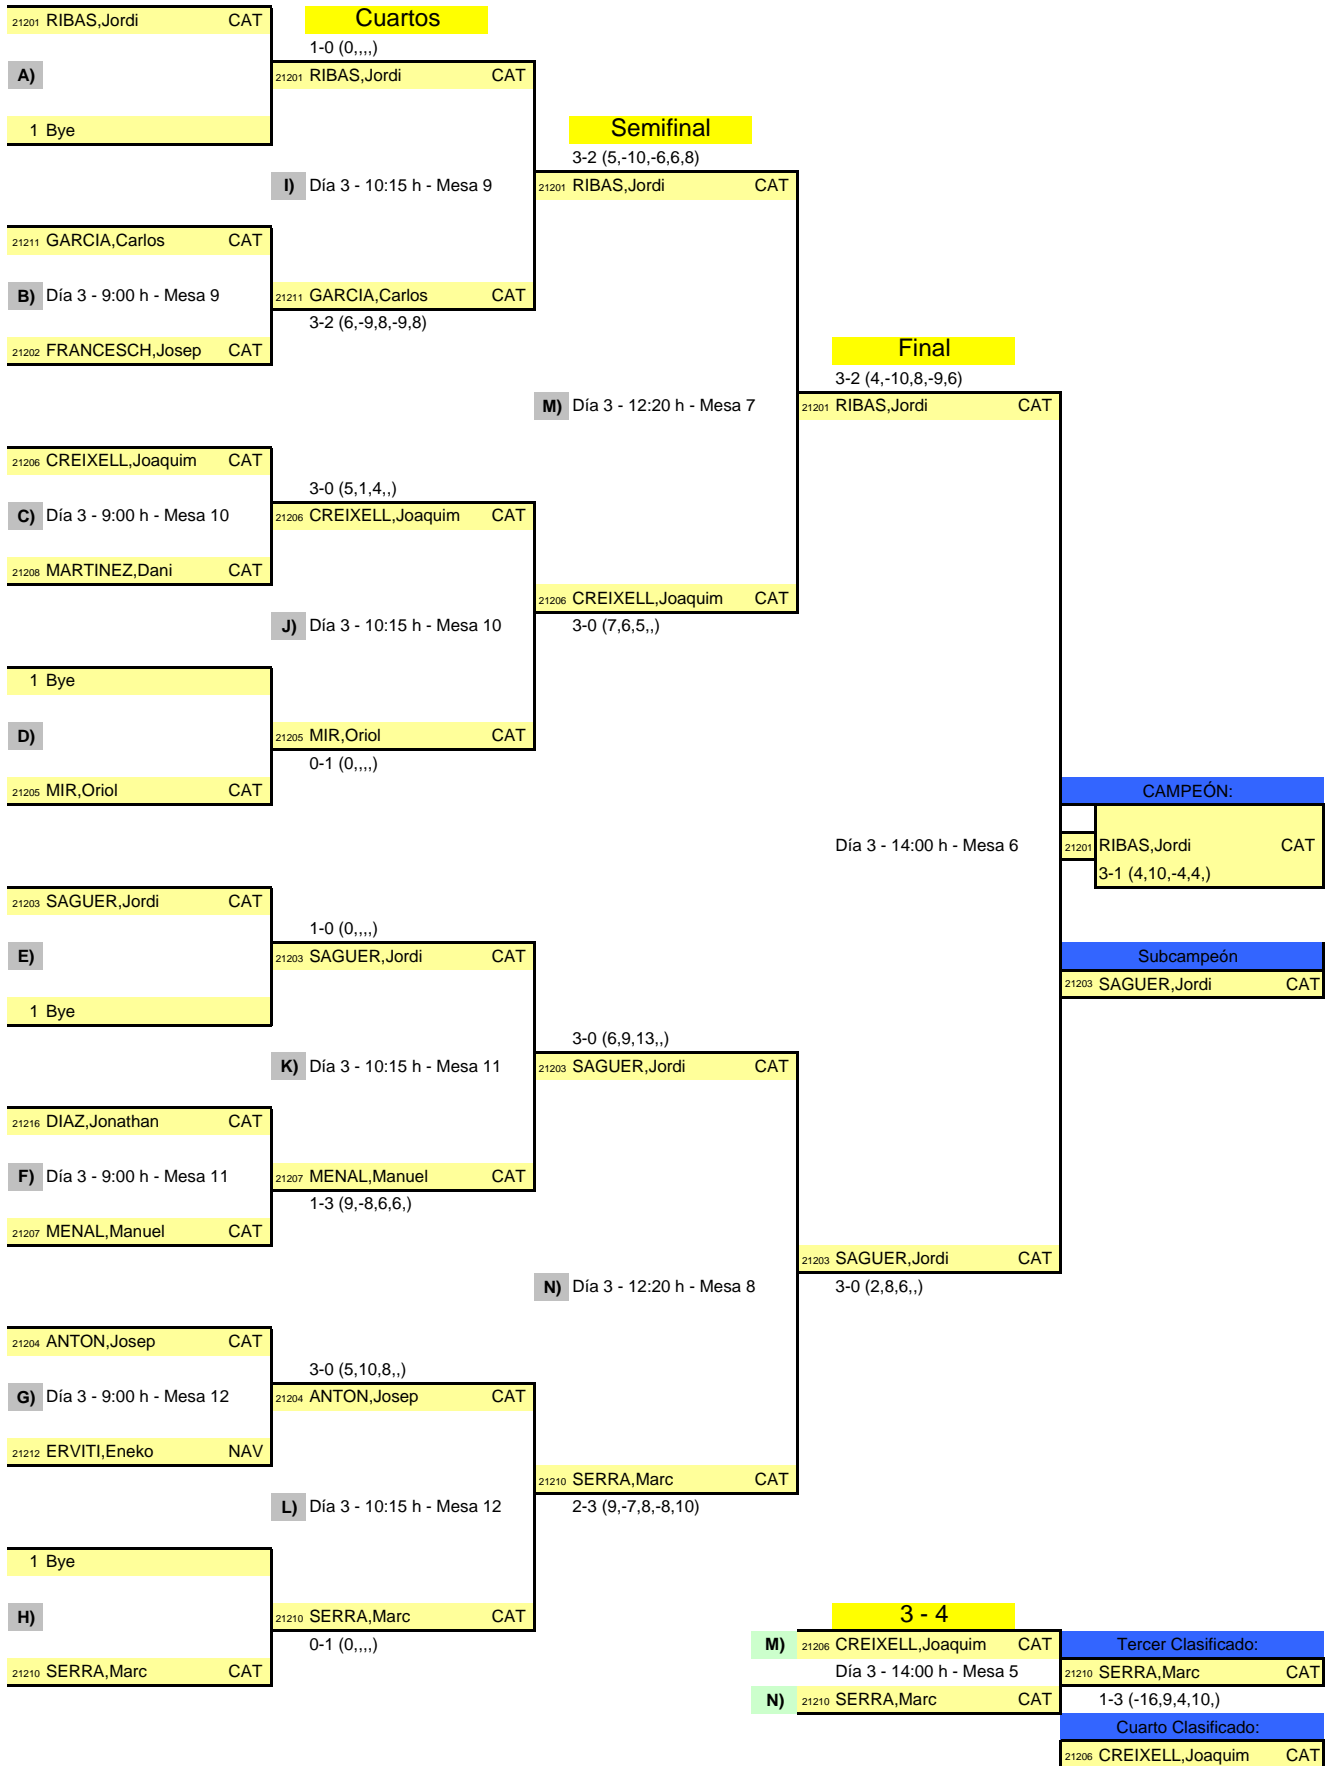 21201 RIBAS,Jordi CAT
Cuartos
1-0 (0,,,,)
A)
21201 RIBAS,Jordi CAT
1 Bye
Semifinal
3-2 (5,-10,-6,6,8)
I) Día 3 - 10:15 h - Mesa 9
21201 RIBAS,Jordi CAT
21211 GARCIA,Carlos CAT
B) Día 3 - 9:00 h - Mesa 9
21211 GARCIA,Carlos CAT
3-2 (6,-9,8,-9,8)
21202 FRANCESCH,Josep CAT
Final
3-2 (4,-10,8,-9,6)
M) Día 3 - 12:20 h - Mesa 7
21201 RIBAS,Jordi CAT
21206 CREIXELL,Joaquim CAT
3-0 (5,1,4,,)
C) Día 3 - 9:00 h - Mesa 10
21206 CREIXELL,Joaquim CAT
21208 MARTINEZ,Dani CAT
21206 CREIXELL,Joaquim CAT
J) Día 3 - 10:15 h - Mesa 10
3-0 (7,6,5,,)
1 Bye
D)
21205 MIR,Oriol CAT
0-1 (0,,,,)
21205 MIR,Oriol CAT
CAMPEÓN:
Día 3 - 14:00 h - Mesa 6
21201 RIBAS,Jordi CAT
3-1 (4,10,-4,4,)
21203 SAGUER,Jordi CAT
1-0 (0,,,,)
E)
21203 SAGUER,Jordi CAT
Subcampeón
21203 SAGUER,Jordi CAT
1 Bye
3-0 (6,9,13,,)
K) Día 3 - 10:15 h - Mesa 11
21203 SAGUER,Jordi CAT
21216 DIAZ,Jonathan CAT
F) Día 3 - 9:00 h - Mesa 11
21207 MENAL,Manuel CAT
1-3 (9,-8,6,6,)
21207 MENAL,Manuel CAT
21203 SAGUER,Jordi CAT
N) Día 3 - 12:20 h - Mesa 8
3-0 (2,8,6,,)
21204 ANTON,Josep CAT
3-0 (5,10,8,,)
G) Día 3 - 9:00 h - Mesa 12
21204 ANTON,Josep CAT
21212 ERVITI,Eneko NAV
21210 SERRA,Marc CAT
L) Día 3 - 10:15 h - Mesa 12
2-3 (9,-7,8,-8,10)
1 Bye
H)
21210 SERRA,Marc CAT
0-1 (0,,,,)
21210 SERRA,Marc CAT
3 - 4
M) 21206 CREIXELL,Joaquim CAT
Tercer Clasificado:
Día 3 - 14:00 h - Mesa 5
21210 SERRA,Marc CAT
N) 21210 SERRA,Marc CAT
1-3 (-16,9,4,10,)
Cuarto Clasificado:
21206 CREIXELL,Joaquim CAT